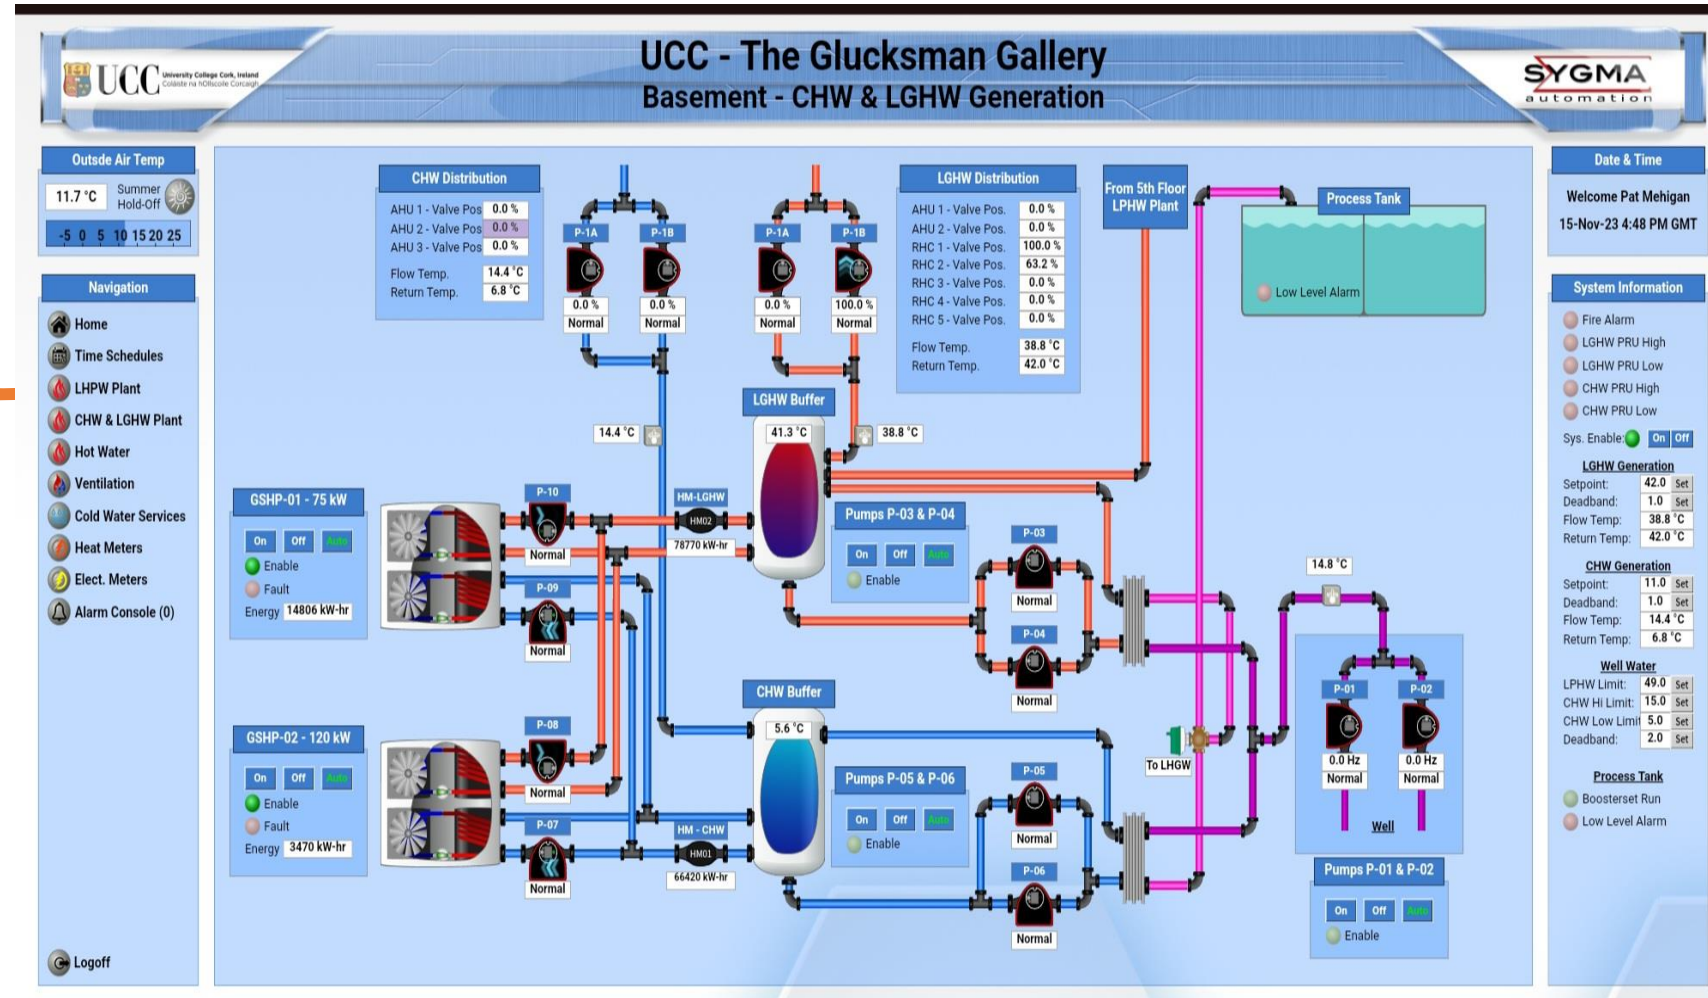 UCC - The Glucksman Gallery
Basement - CHW & LGHW Generation
UCC University College Cork, Ireland
Coláiste na hOllscoile Corcaigh
SYGMA
automation
Outsde Air Temp
11.7 °C
Summer
Hold-Off
-5 0 5 10 15 20 25
Navigation
Home
Time Schedules
LHPW Plant
CHW & LGHW Plant
Hot Water
Ventilation
Cold Water Services
Heat Meters
Elect. Meters
Alarm Console (0)
Logoff
CHW Distribution
AHU 1 - Valve Pos 0.0 %
AHU 2 - Valve Pos 0.0 %
AHU 3 - Valve Pos 0.0 %
Flow Temp. 14.4 °C
Return Temp. 6.8 °C
P-1A
0.0 %
Normal
P-1B
0.0 %
Normal
P-1A
0.0 %
Normal
P-1B
100.0 %
Normal
LGHW Distribution
AHU 1 - Valve Pos. 0.0 %
AHU 2 - Valve Pos. 0.0 %
RHC 1 - Valve Pos. 100.0 %
RHC 2 - Valve Pos. 63.2 %
RHC 3 - Valve Pos. 0.0 %
RHC 4 - Valve Pos. 0.0 %
RHC 5 - Valve Pos. 0.0 %
Flow Temp. 38.8 °C
Return Temp. 42.0 °C
From 5th Floor
LPHW Plant
Process Tank
Low Level Alarm
14.4 °C
LGHW Buffer
41.3 °C
38.8 °C
GSHP-01 - 75 kW
On Off Auto
Enable
Fault
Energy 14806 kW-hr
P-10
Normal
P-09
Normal
HM-LGHW
HM02
78770 kW-hr
Pumps P-03 & P-04
On Off Auto
Enable
P-03
Normal
P-04
Normal
14.8 °C
GSHP-02 - 120 kW
On Off Auto
Enable
Fault
Energy 3470 kW-hr
P-08
Normal
P-07
Normal
HM - CHW
HM01
66420 kW-hr
CHW Buffer
5.6 °C
Pumps P-05 & P-06
On Off Auto
Enable
P-05
Normal
P-06
Normal
To LHGW
P-01
0.0 Hz
Normal
P-02
0.0 Hz
Normal
Well
Pumps P-01 & P-02
On Off Auto
Enable
Date & Time
Welcome Pat Mehigan
15-Nov-23 4:48 PM GMT
System Information
Fire Alarm
LGHW PRU High
LGHW PRU Low
CHW PRU High
CHW PRU Low
Sys. Enable: On Off
LGHW Generation
Setpoint: 42.0 Set
Deadband: 1.0 Set
Flow Temp: 38.8 °C
Return Temp: 42.0 °C
CHW Generation
Setpoint: 11.0 Set
Deadband: 1.0 Set
Flow Temp: 14.4 °C
Return Temp: 6.8 °C
Well Water
LPHW Limit: 49.0 Set
CHW Hi Limit: 15.0 Set
CHW Low Limit 5.0 Set
Deadband: 2.0 Set
Process Tank
Boosterset Run
Low Level Alarm